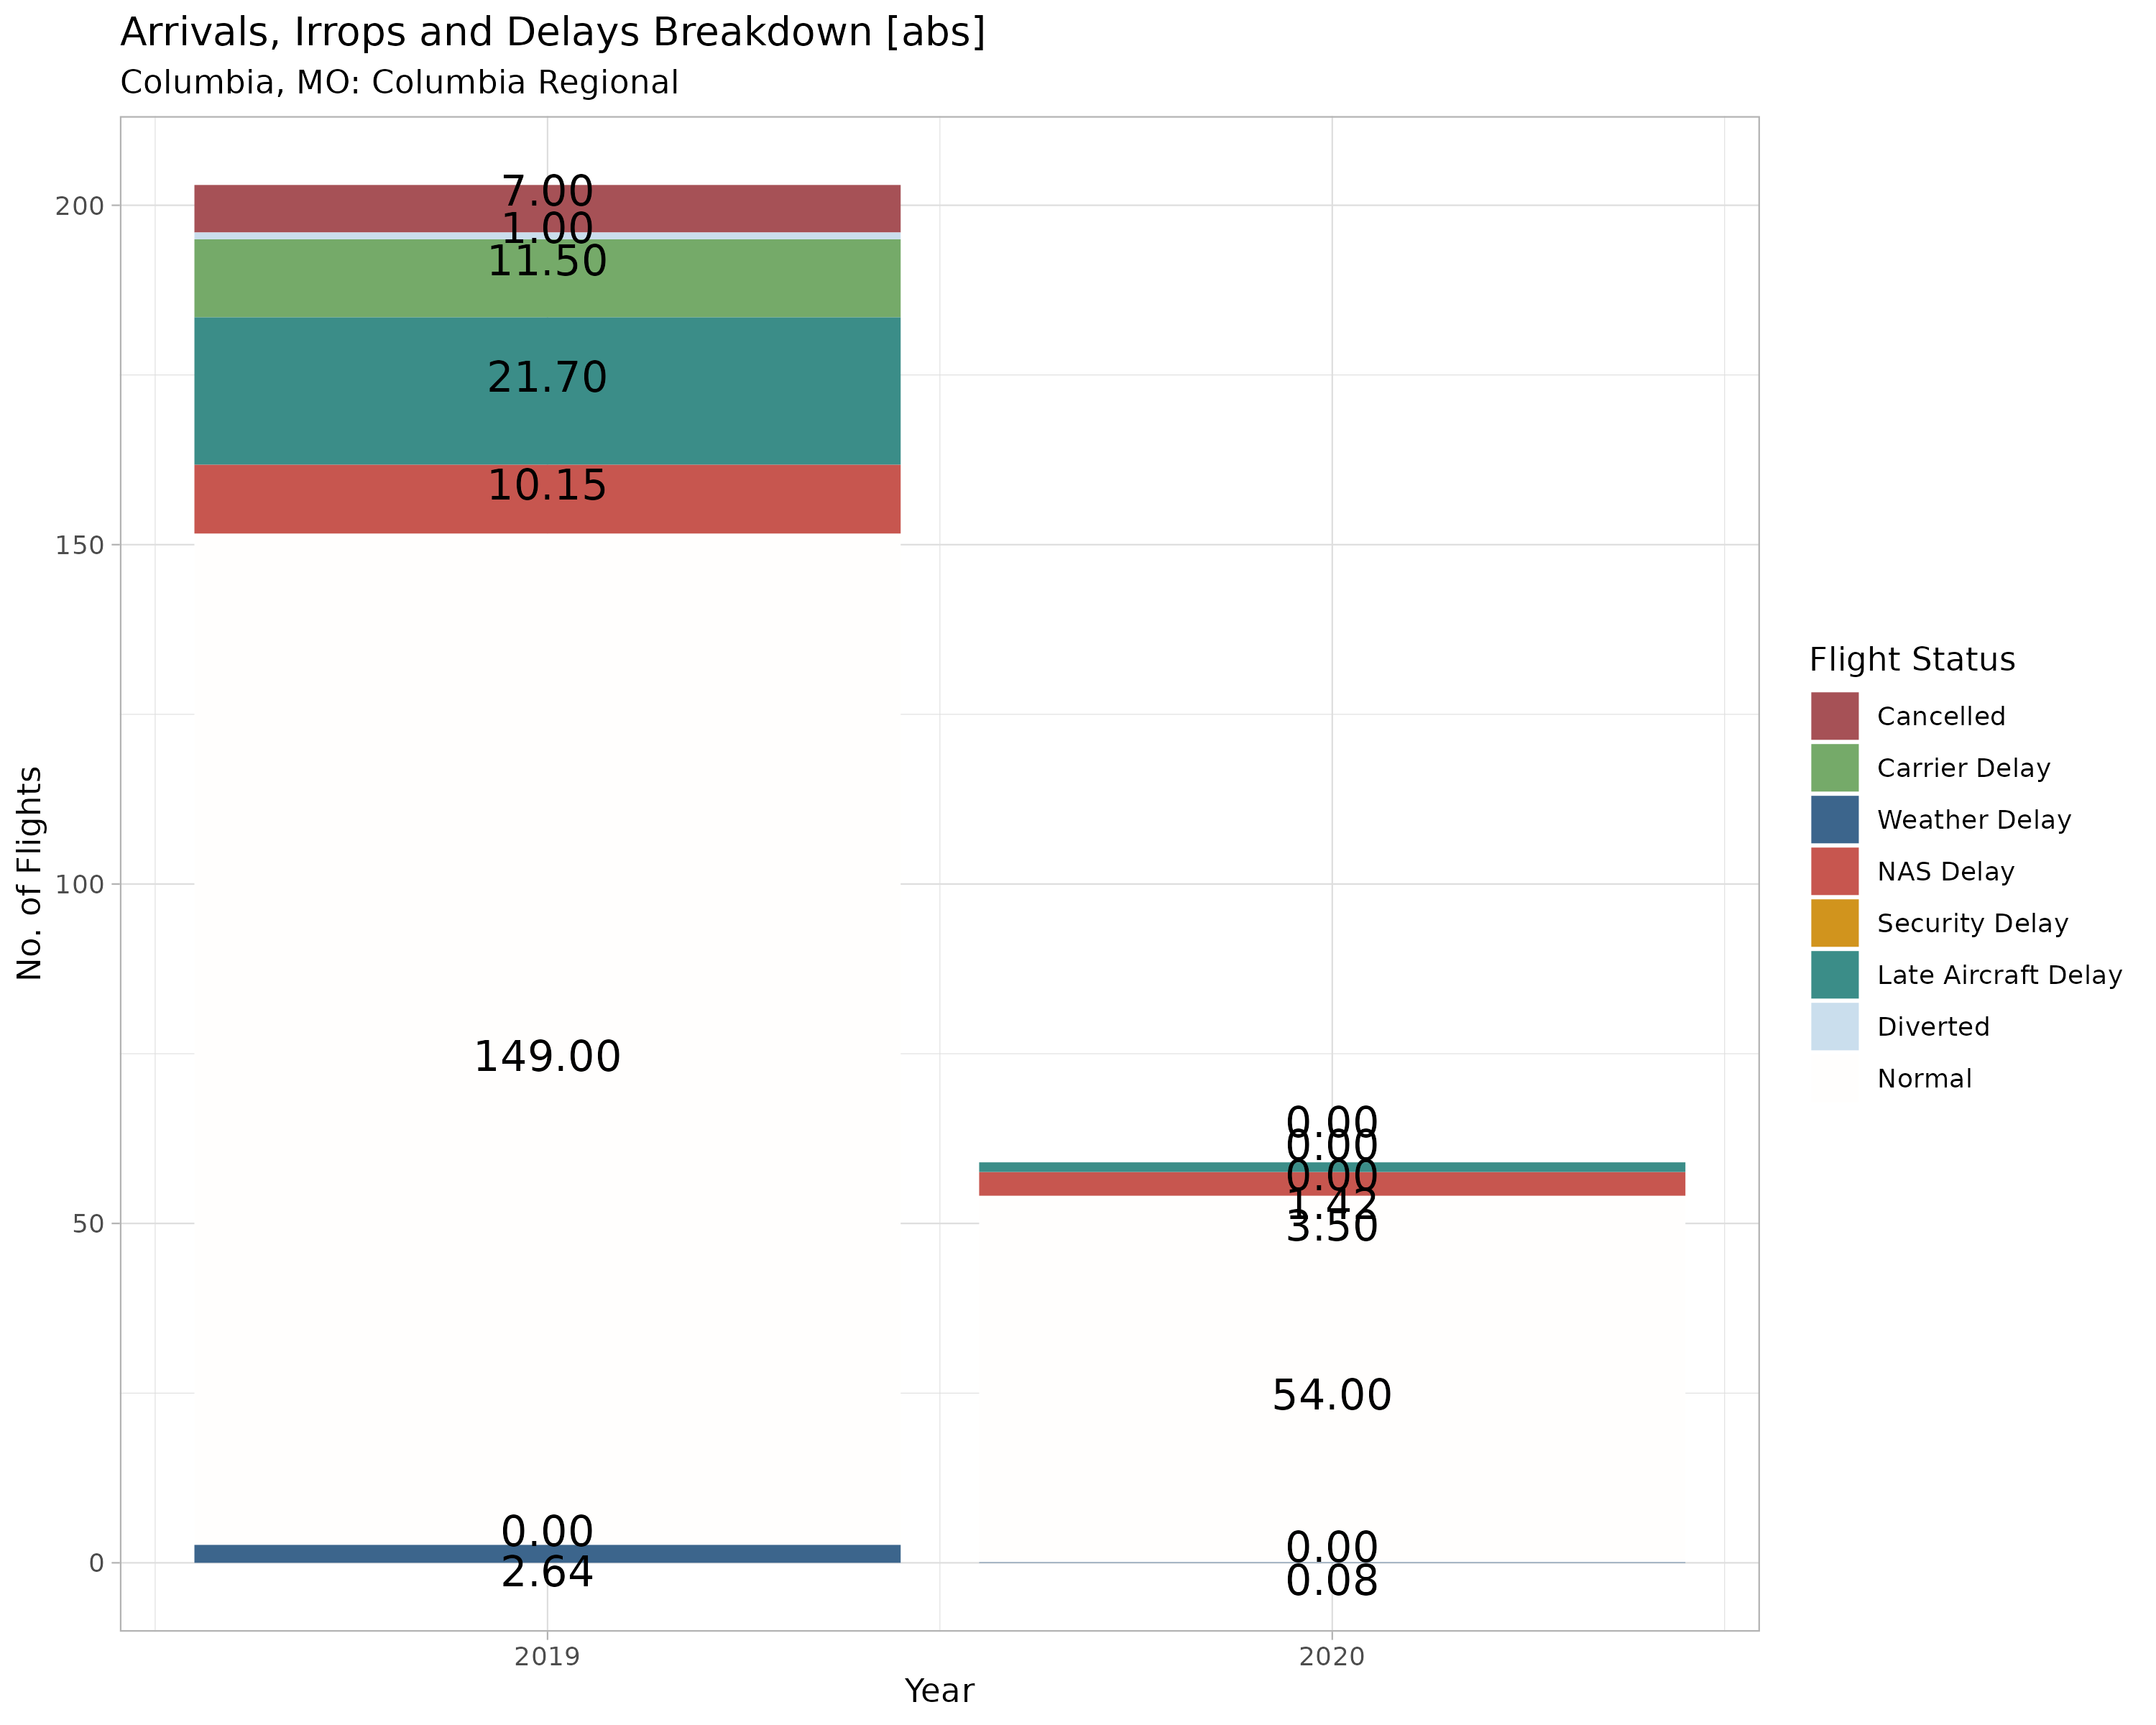 Arrivals, Irrops and Delays Breakdown [abs]
Columbia, MO: Columbia Regional
No. of Flights
200
150
100
50
0
7.00
1.00
11.50
21.70
10.15
149.00
0.00
2.64
0.00
0.00
0.00
1.42
3.50
54.00
0.00
0.08
2019
2020
Year
Flight Status
Cancelled
Carrier Delay
Weather Delay
NAS Delay
Security Delay
Late Aircraft Delay
Diverted
Normal